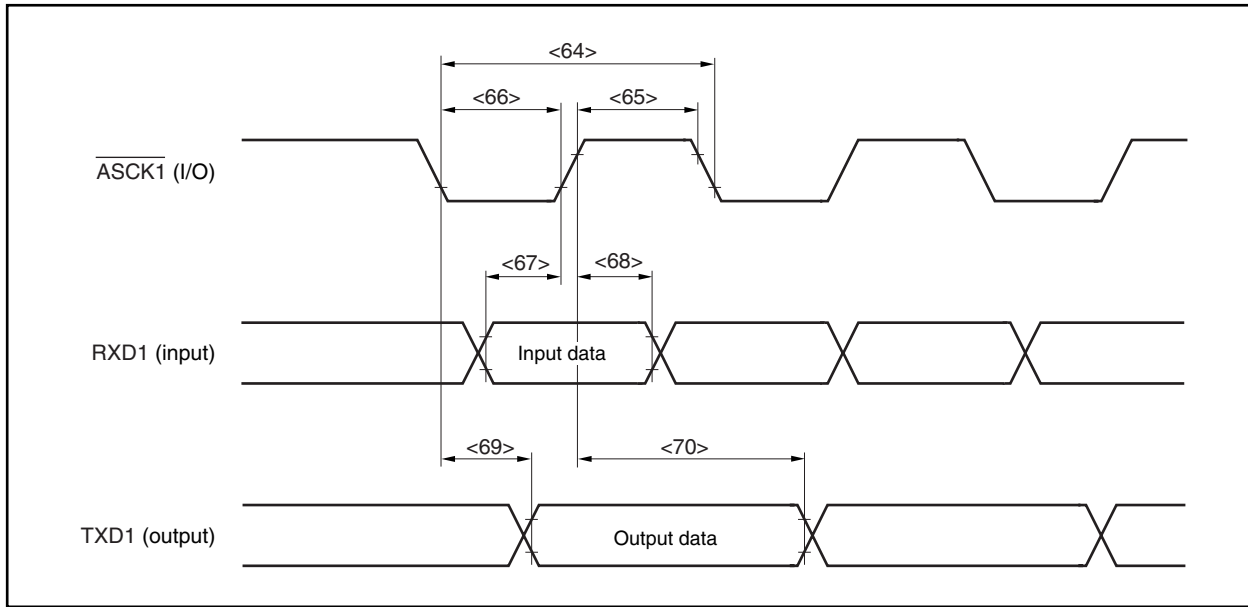 <64>
<66> <65>
ASCK1 (I/O)
<67> <68>
RXD1 (input) Input data
<69> <70>
TXD1 (output) Output data